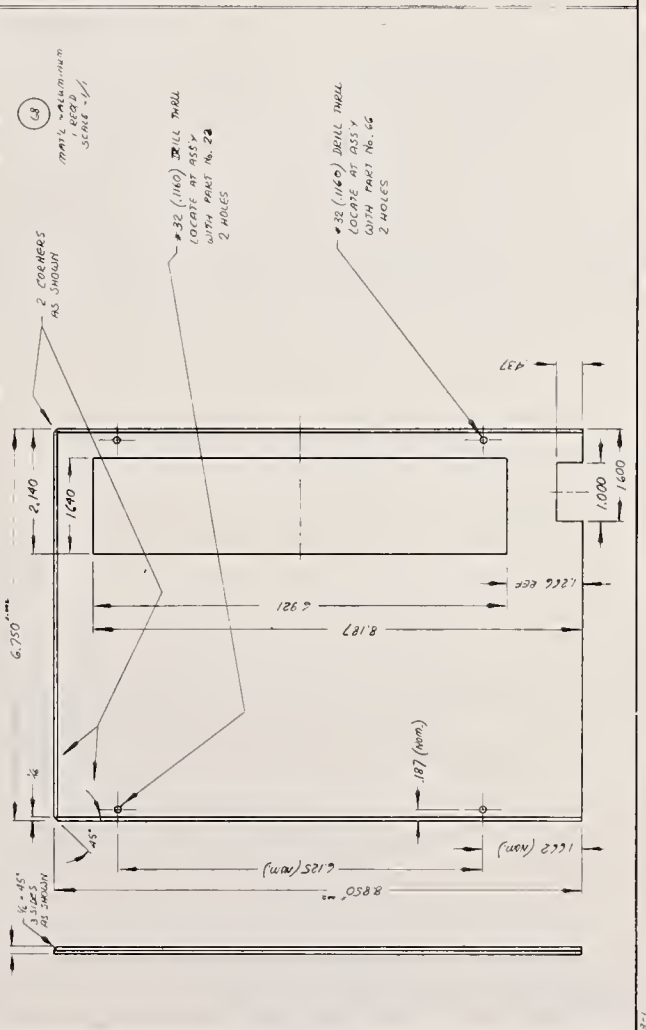 68
MAT'L - ALUMINUM
1 REQ'D
SCALE - 1/1
2 CORNERS
AS SHOWN
#32 (.1160) DRILL THRU
LOCATE AT ASS'Y
WITH PART No. 22
2 HOLES
#32 (.1160) DRILL THRU
LOCATE AT ASS'Y
WITH PART No. 66
2 HOLES
6.750
2.140
1.640
1/16
45°
1/16 x 45°
3 SIDES
AS SHOWN
6.921
8.187
1.266 REF
.437
1.000
1.600
.187 (NOM.)
6.125 (NOM)
1.662 (NOM)
8.850